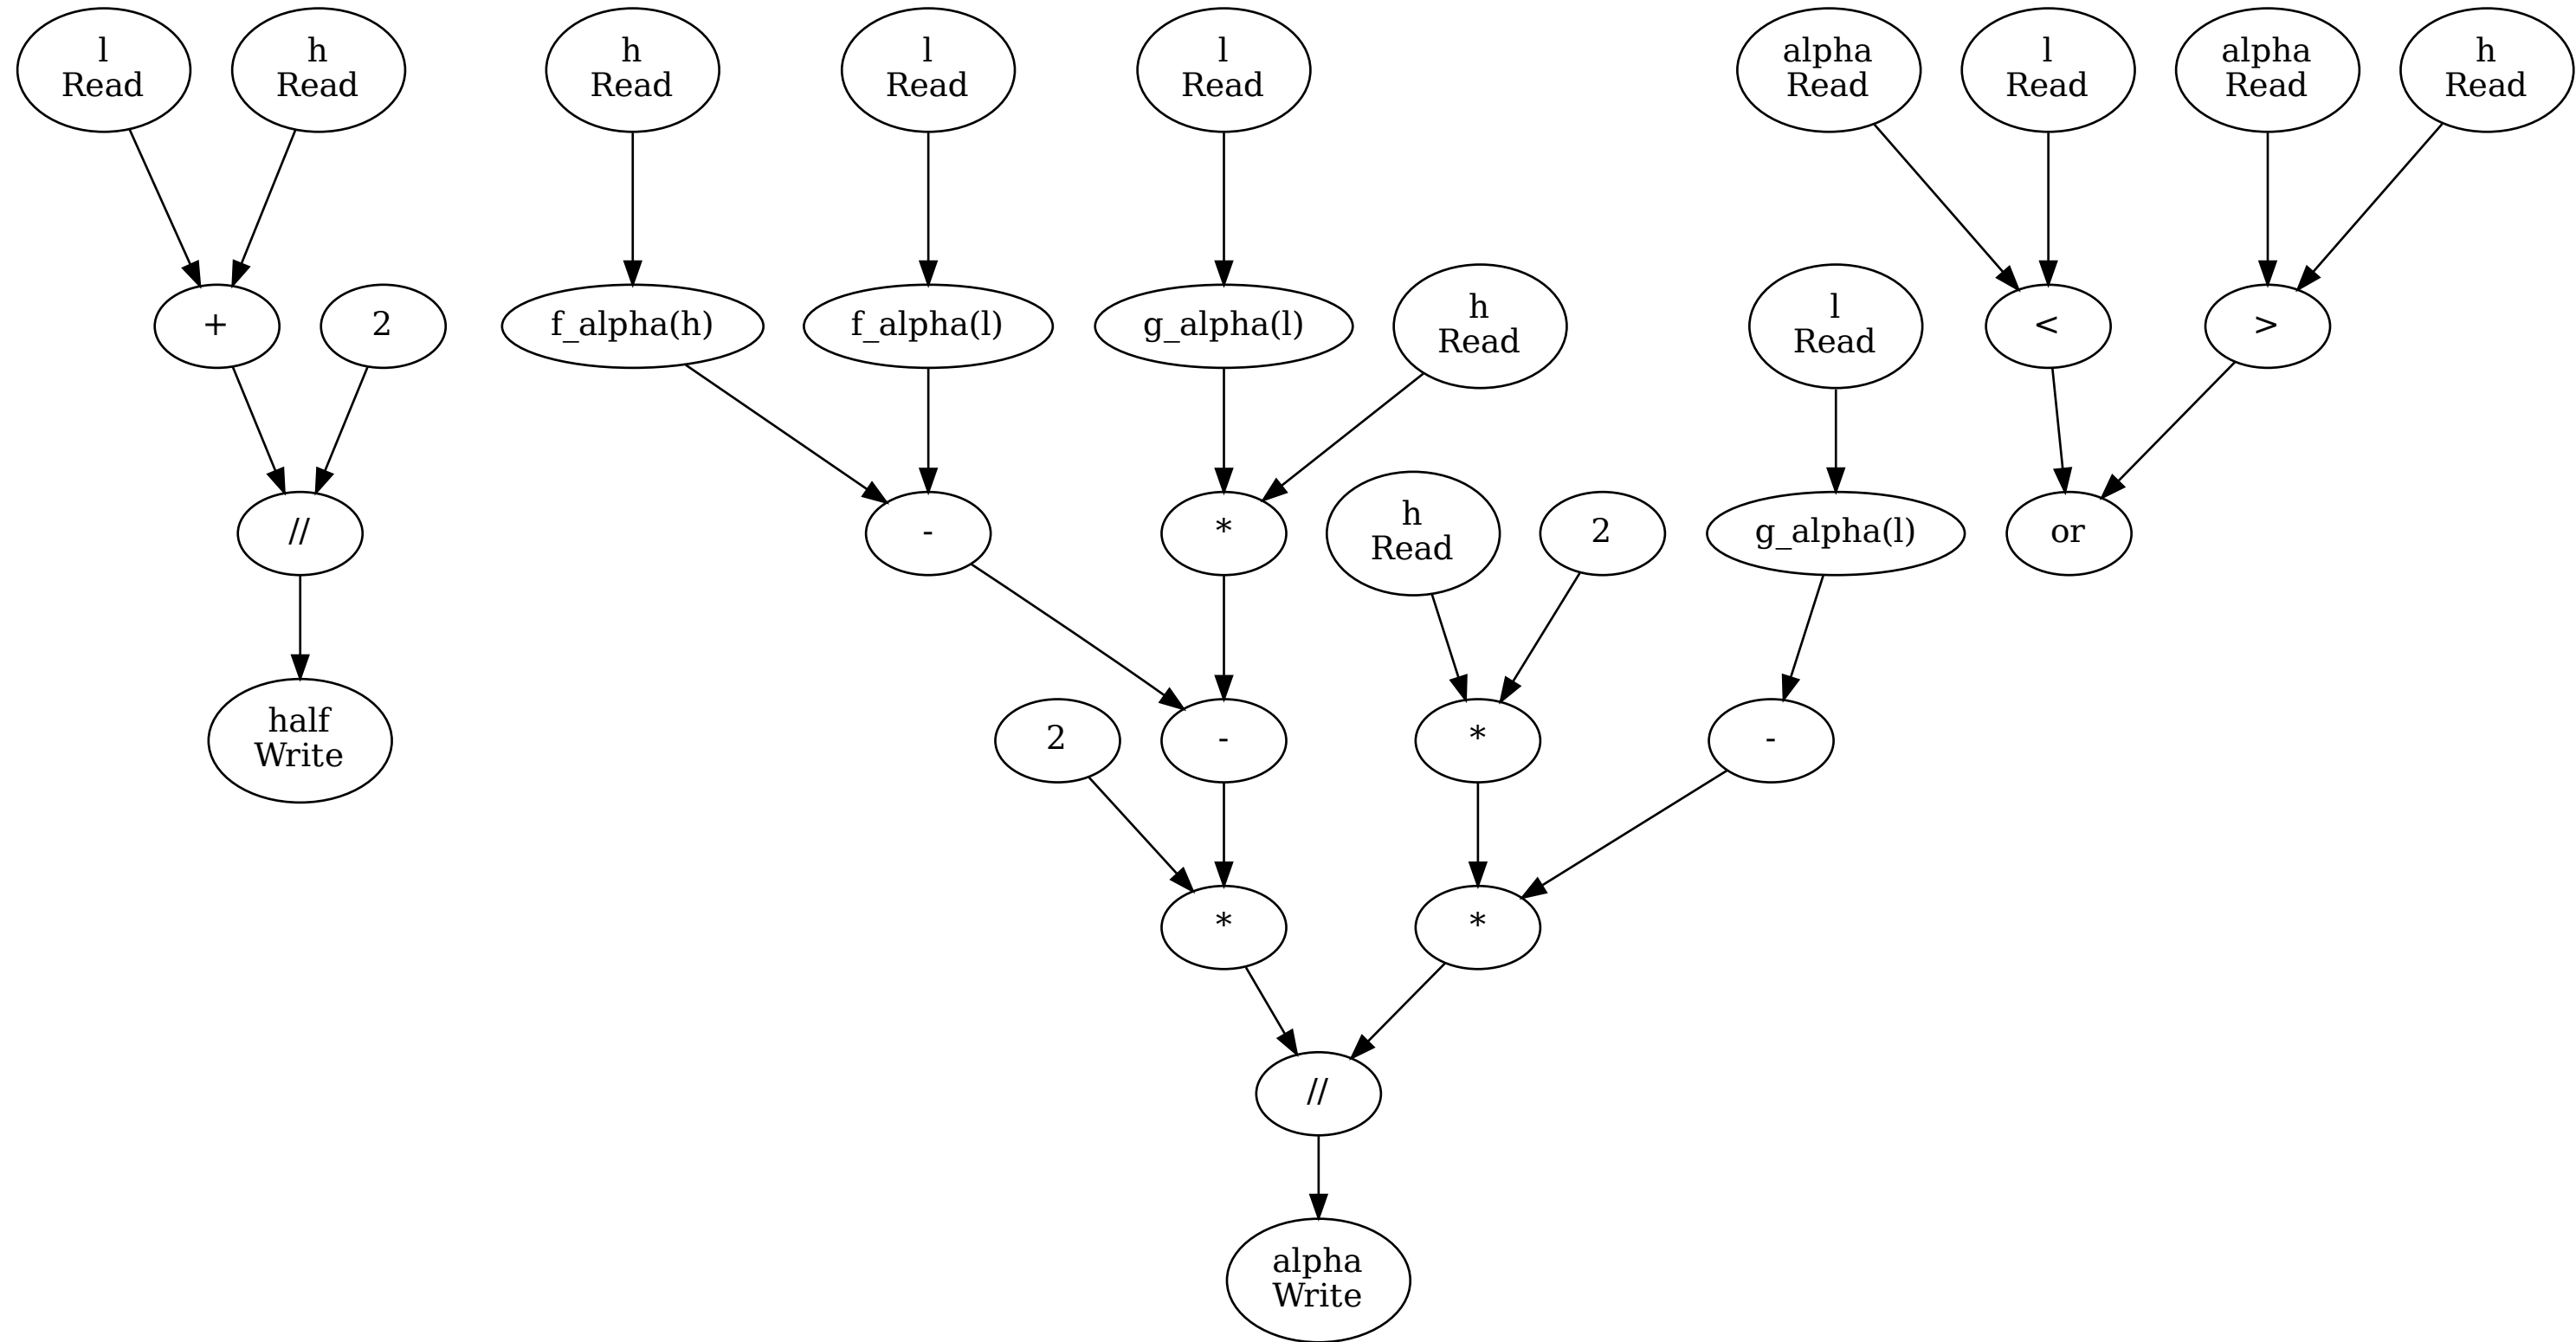 l
Read
h
Read
h
Read
l
Read
l
Read
alpha
Read
l
Read
alpha
Read
h
Read
+
2
f_alpha(h)
f_alpha(l)
g_alpha(l)
h
Read
l
Read
<
>
//
-
*
h
Read
2
g_alpha(l)
or
half
Write
2
-
*
-
*
*
//
alpha
Write